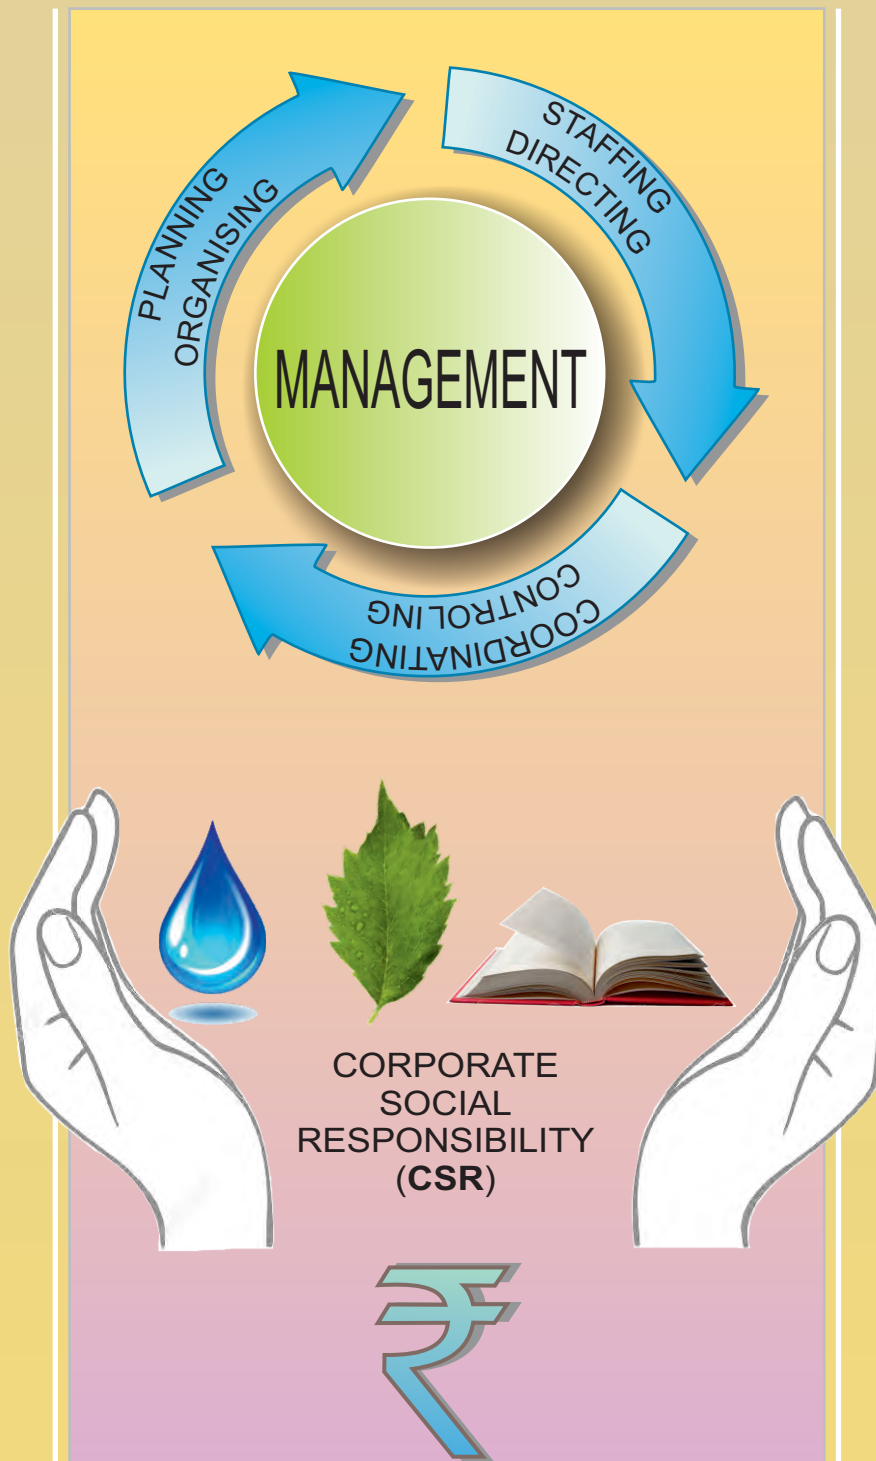 PLANNING
ORGANISING
STAFFING
DIRECTING
MANAGEMENT
CONTROLING
COORDINATING
CORPORATE
SOCIAL
RESPONSIBILITY
(CSR)
₹